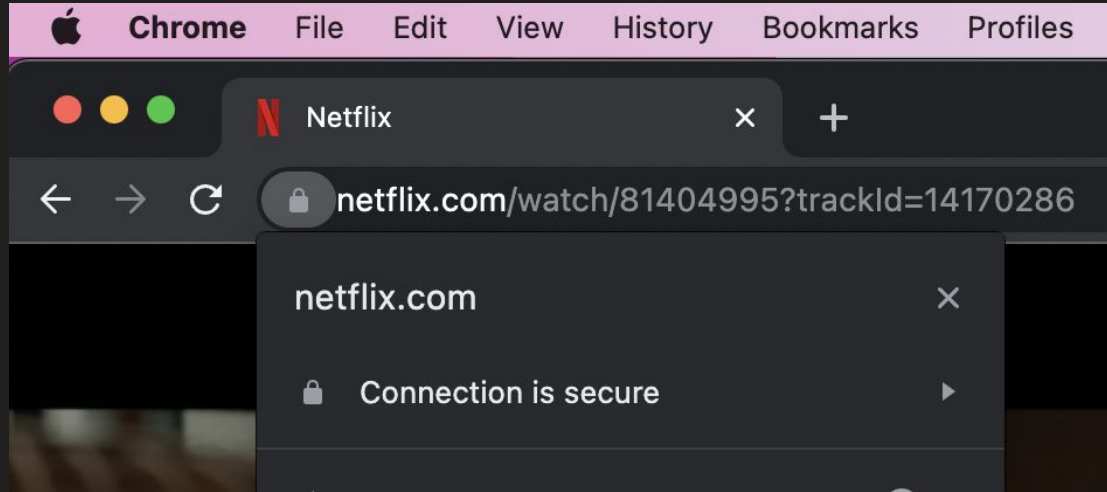 Chrome File Edit View History Bookmarks Profiles
Netflix
netflix.com/watch/81404995?trackId=14170286
netflix.com
Connection is secure